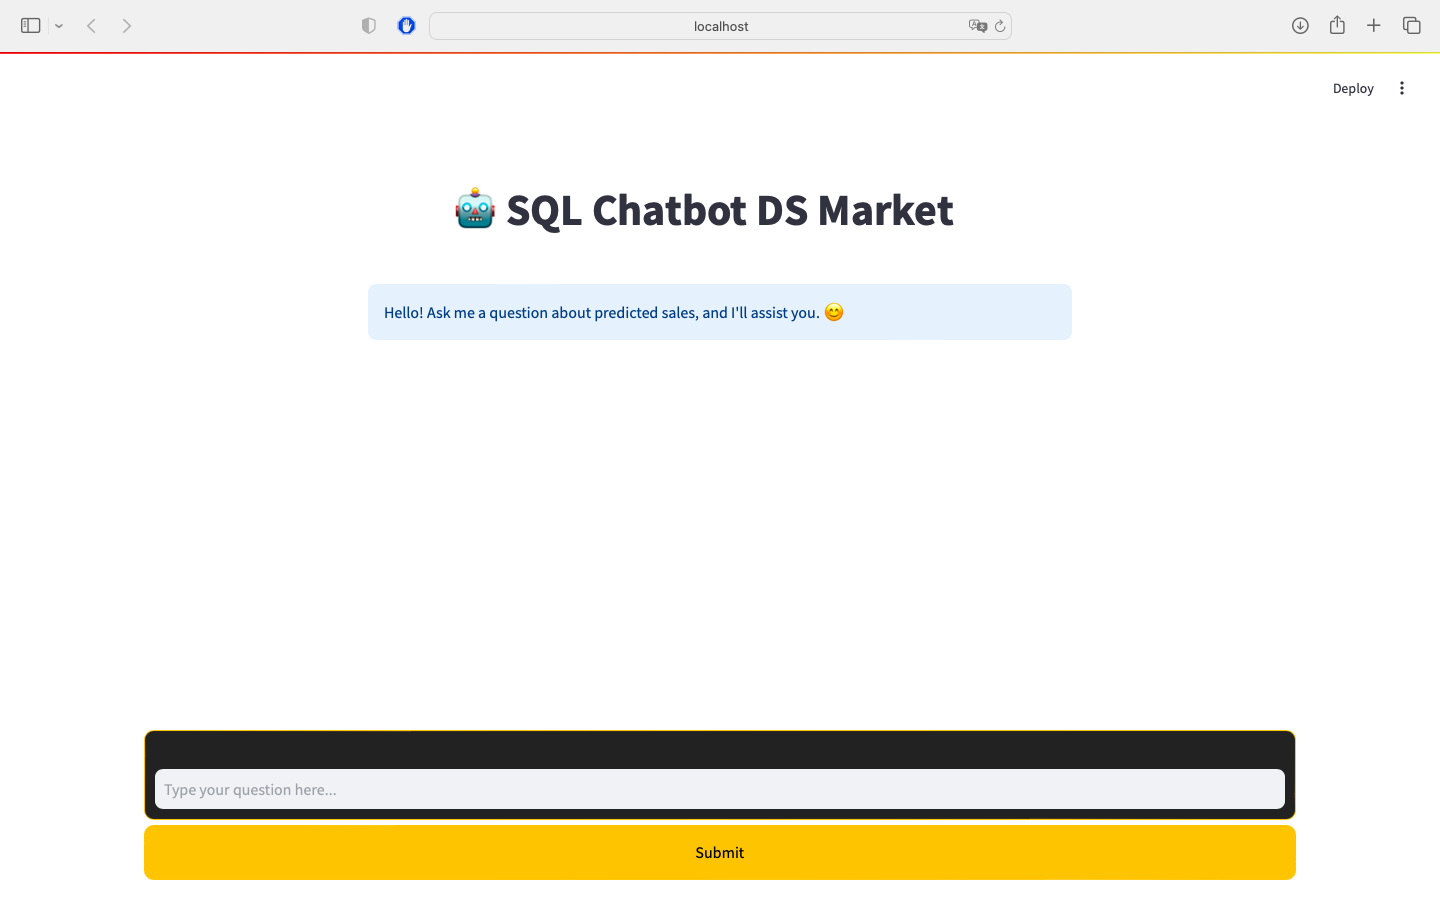 localhost
Deploy
🤖 SQL Chatbot DS Market
Hello! Ask me a question about predicted sales, and I'll assist you. 😊
Type your question here...
Submit